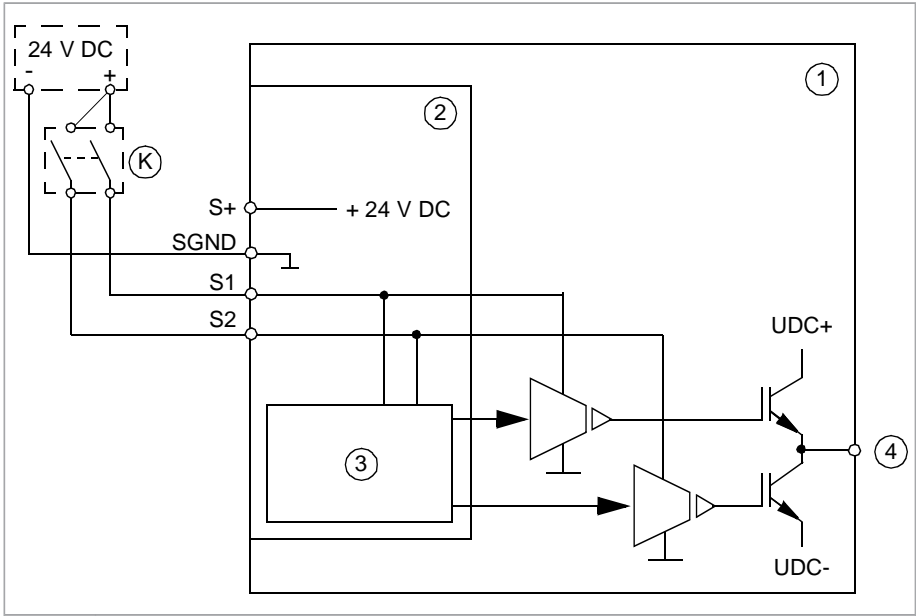 24 V DC
- +
1
2
K
S+
+ 24 V DC
SGND
S1
S2
UDC+
3
4
UDC-